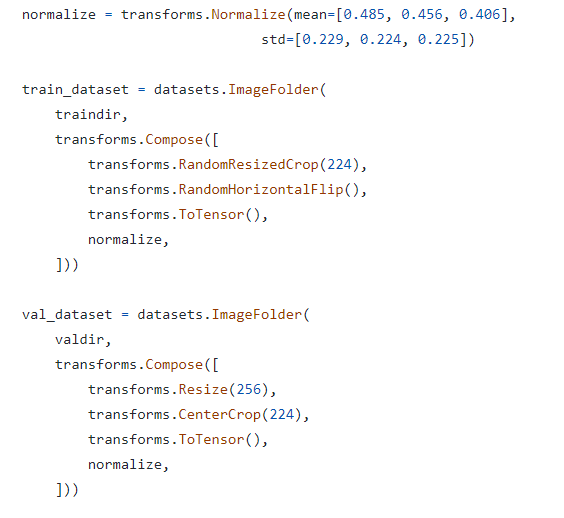 normalize = transforms.Normalize(mean=[0.485, 0.456, 0.406],
                             std=[0.229, 0.224, 0.225])

train_dataset = datasets.ImageFolder(
    traindir,
    transforms.Compose([
        transforms.RandomResizedCrop(224),
        transforms.RandomHorizontalFlip(),
        transforms.ToTensor(),
        normalize,
    ]))

val_dataset = datasets.ImageFolder(
    valdir,
    transforms.Compose([
        transforms.Resize(256),
        transforms.CenterCrop(224),
        transforms.ToTensor(),
        normalize,
    ]))